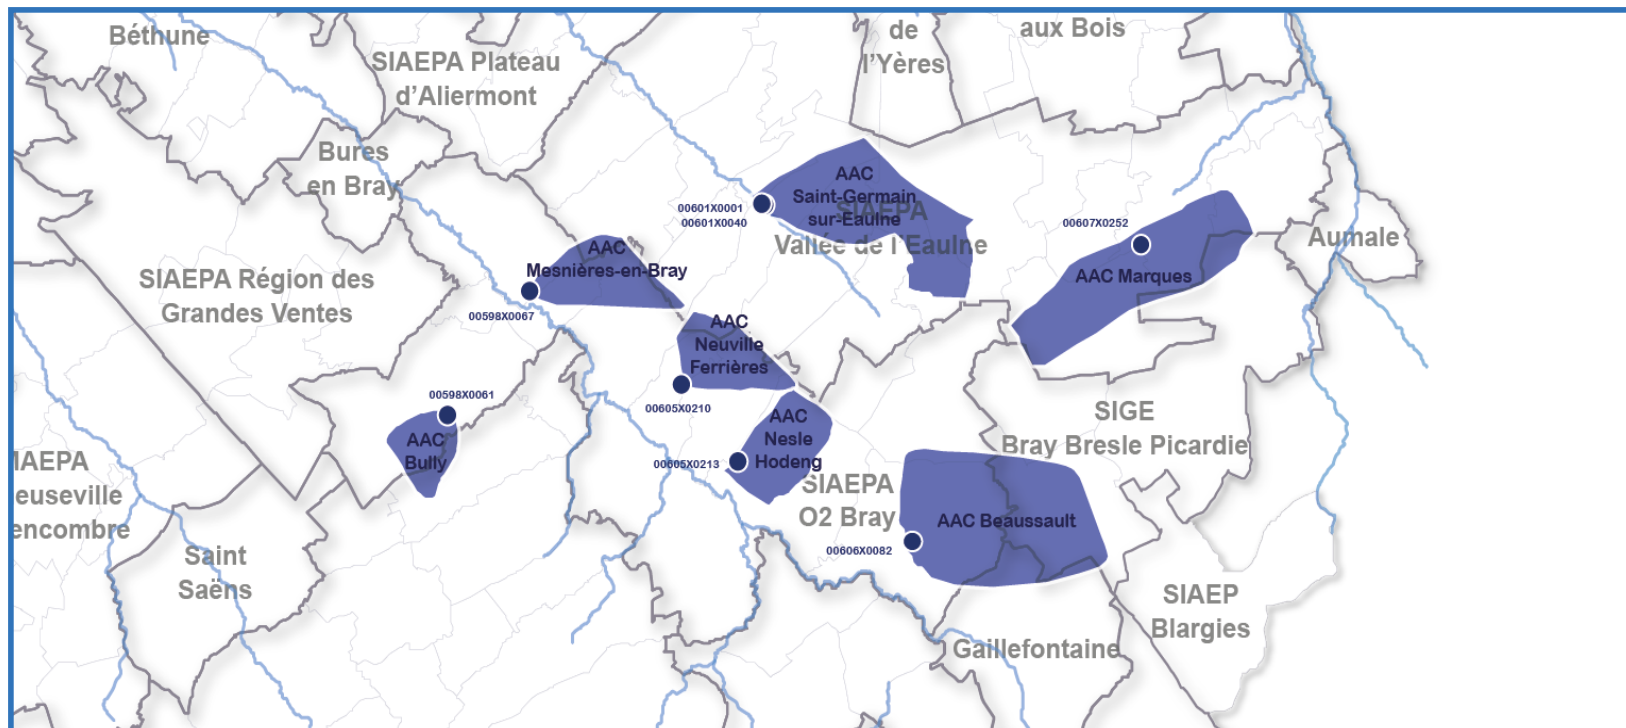 Béthune
de
l'Yères
aux Bois
SIAEPA Plateau
d'Aliermont
Bures
en Bray
AAC
Saint-Germain
sur-Eaulne
00601X0001
00601X0040
SIAEPA
Vallée de l'Eaulne
00607X0252
AAC Marques
Aumale
AAC
Mesnières-en-Bray
00598X0067
SIAEPA Région des
Grandes Ventes
AAC
Neuville
Ferrières
00605X0210
00598X0061
AAC
Bully
AAC
Nesle
Hodeng
00605X0213
SIGE
Bray Bresle Picardie
IAEPA
euseville
encombre
SIAEPA
O2 Bray
AAC Beaussault
00606X0082
Saint
Saëns
SIAEP
Blargies
Gaillefontaine